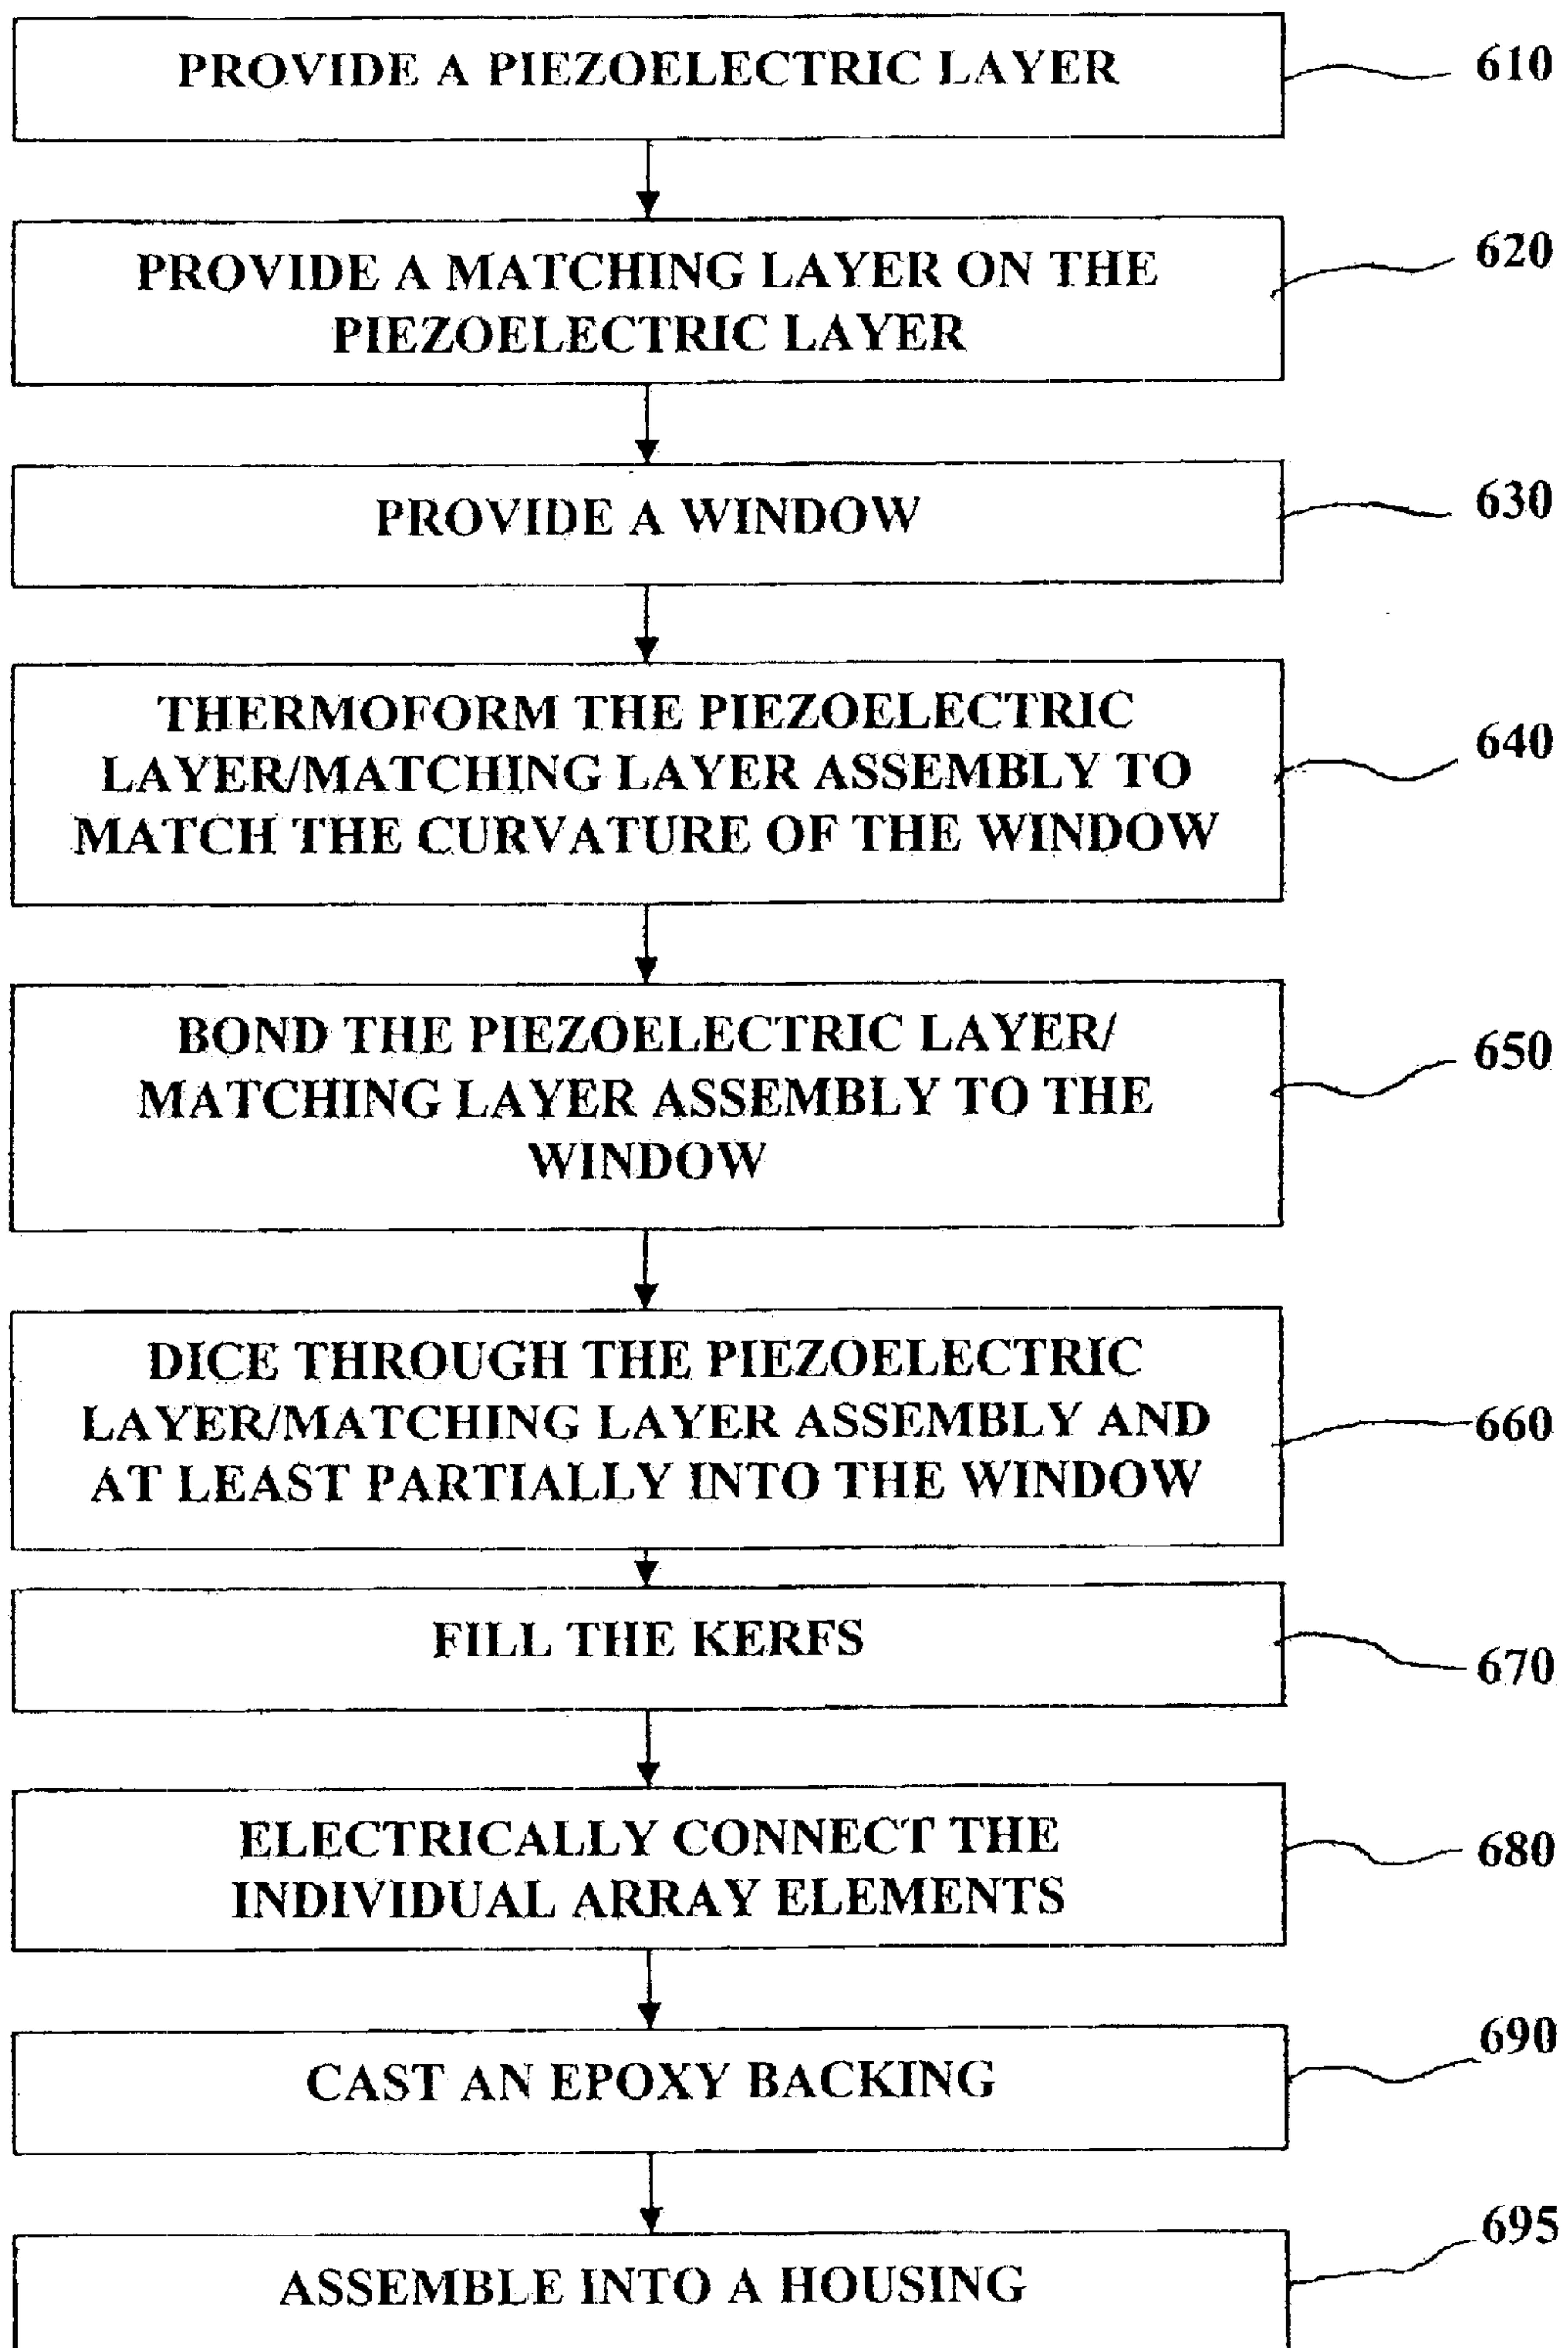 PROVIDE A PIEZOELECTRIC LAYER
610
PROVIDE A MATCHING LAYER ON THE
PIEZOELECTRIC LAYER
620
PROVIDE A WINDOW
630
THERMOFORM THE PIEZOELECTRIC
LAYER/MATCHING LAYER ASSEMBLY TO
MATCH THE CURVATURE OF THE WINDOW
640
BOND THE PIEZOELECTRIC LAYER/
MATCHING LAYER ASSEMBLY TO THE
WINDOW
650
DICE THROUGH THE PIEZOELECTRIC
LAYER/MATCHING LAYER ASSEMBLY AND
AT LEAST PARTIALLY INTO THE WINDOW
660
FILL THE KERFS
670
ELECTRICALLY CONNECT THE
INDIVIDUAL ARRAY ELEMENTS
680
CAST AN EPOXY BACKING
690
ASSEMBLE INTO A HOUSING
695